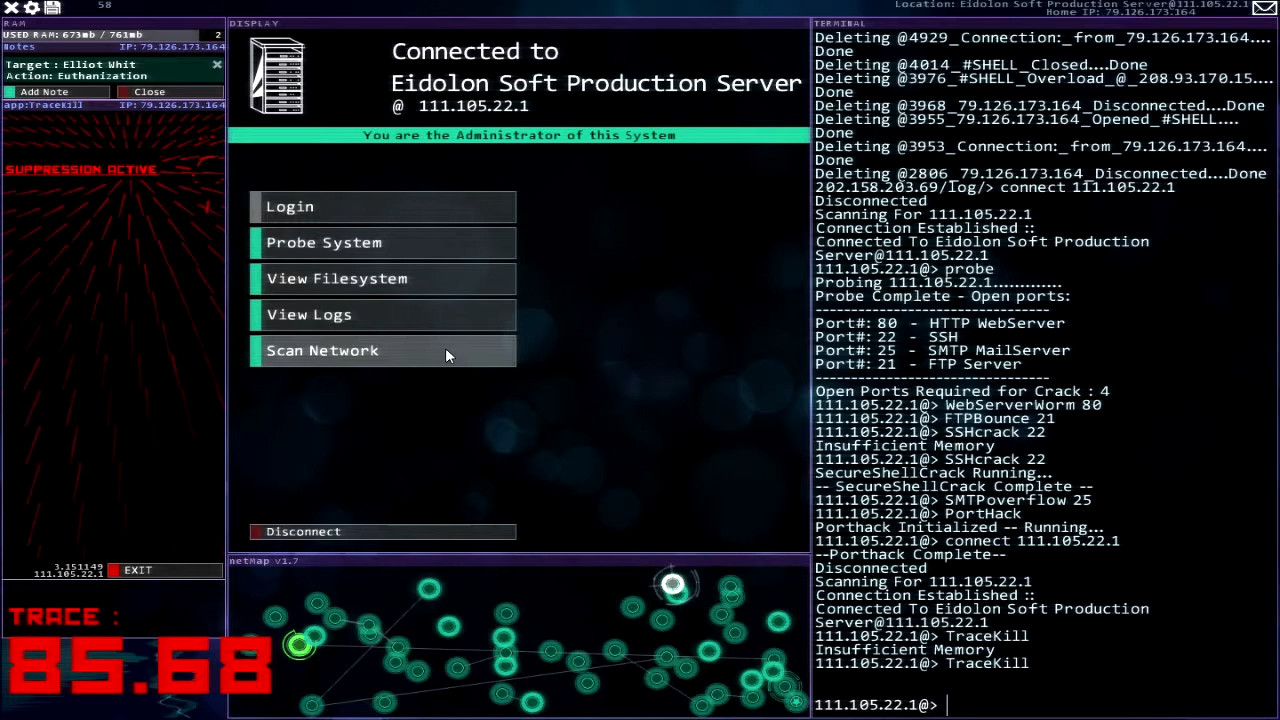 58
Location: Eidolon Soft Production Server@111.105.22.1
Home IP: 79.126.173.164
RAM
USED RAM: 673mb / 761mb
2
Notes
IP: 79.126.173.164
Target : Elliot Whit
Action: Euthanization
Add Note
Close
app:TraceKill
IP: 79.126.173.164
SUPPRESSION ACTIVE
3.151149
111.105.22.1
EXIT
TRACE :
85.68
DISPLAY
Connected to
Eidolon Soft Production Server
@ 111.105.22.1
You are the Administrator of this System
Login
Probe System
View Filesystem
View Logs
Scan Network
Disconnect
netMap v1.7
TERMINAL
Deleting @4929_Connection:_from_79.126.173.164....
Done
Deleting @4014_#SHELL_Closed....Done
Deleting @3976_#SHELL_Overload_@_208.93.170.15....
Done
Deleting @3968_79.126.173.164_Disconnected....Done
Deleting @3955_79.126.173.164_Opened_#SHELL....
Done
Deleting @3953_Connection:_from_79.126.173.164....
Done
Deleting @2806_79.126.173.164_Disconnected....Done
202.158.203.69/log/> connect 111.105.22.1
Disconnected
Scanning For 111.105.22.1
Connection Established ::
Connected To Eidolon Soft Production
Server@111.105.22.1
111.105.22.1@> probe
Probing 111.105.22.1.............
Probe Complete - Open ports:
---------------------------------
Port#: 80 - HTTP WebServer
Port#: 22 - SSH
Port#: 25 - SMTP MailServer
Port#: 21 - FTP Server
---------------------------------
Open Ports Required for Crack : 4
111.105.22.1@> WebServerWorm 80
111.105.22.1@> FTPBounce 21
111.105.22.1@> SSHcrack 22
Insufficient Memory
111.105.22.1@> SSHcrack 22
SecureShellCrack Running...
-- SecureShellCrack Complete --
111.105.22.1@> SMTPoverflow 25
111.105.22.1@> PortHack
Porthack Initialized -- Running...
111.105.22.1@> connect 111.105.22.1
--Porthack Complete--
Disconnected
Scanning For 111.105.22.1
Connection Established ::
Connected To Eidolon Soft Production
Server@111.105.22.1
111.105.22.1@> TraceKill
Insufficient Memory
111.105.22.1@> TraceKill
111.105.22.1@>